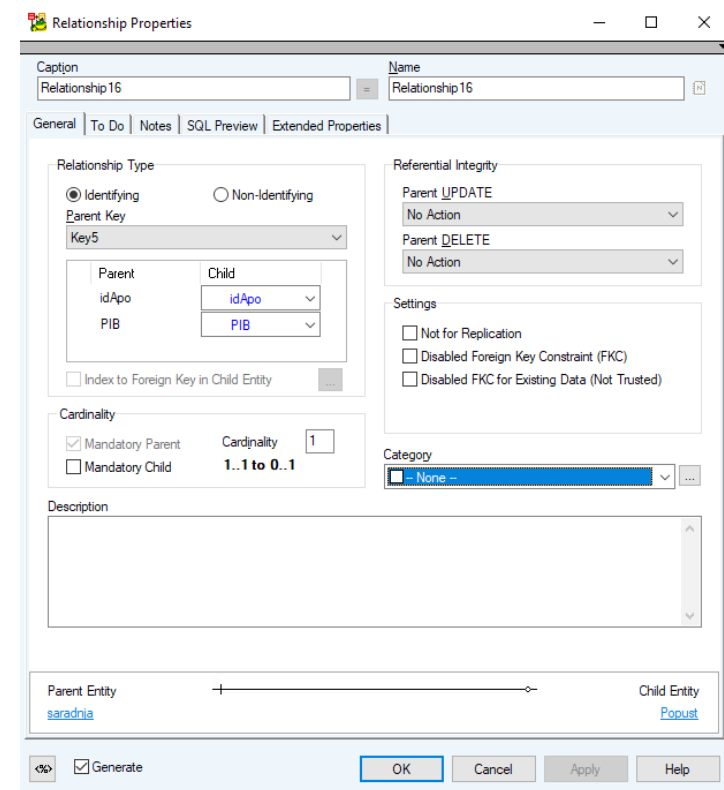 Relationship Properties
Caption Name
Relationship16 = Relationship16
General To Do Notes SQL Preview Extended Properties
Relationship Type Referential Integrity
Identifying Non-Identifying Parent UPDATE
Parent Key No Action
Key5 Parent DELETE
Parent Child No Action
idApo idApo
PIB PIB Settings
Not for Replication
Disabled Foreign Key Constraint (FKC)
Index to Foreign Key in Child Entity ... Disabled FKC for Existing Data (Not Trusted)
Cardinality
Mandatory Parent Cardinality 1
Mandatory Child 1..1 to 0..1 Category
-- None -- ...
Description
Parent Entity Child Entity
saradnja Popust
<%> Generate OK Cancel Apply Help